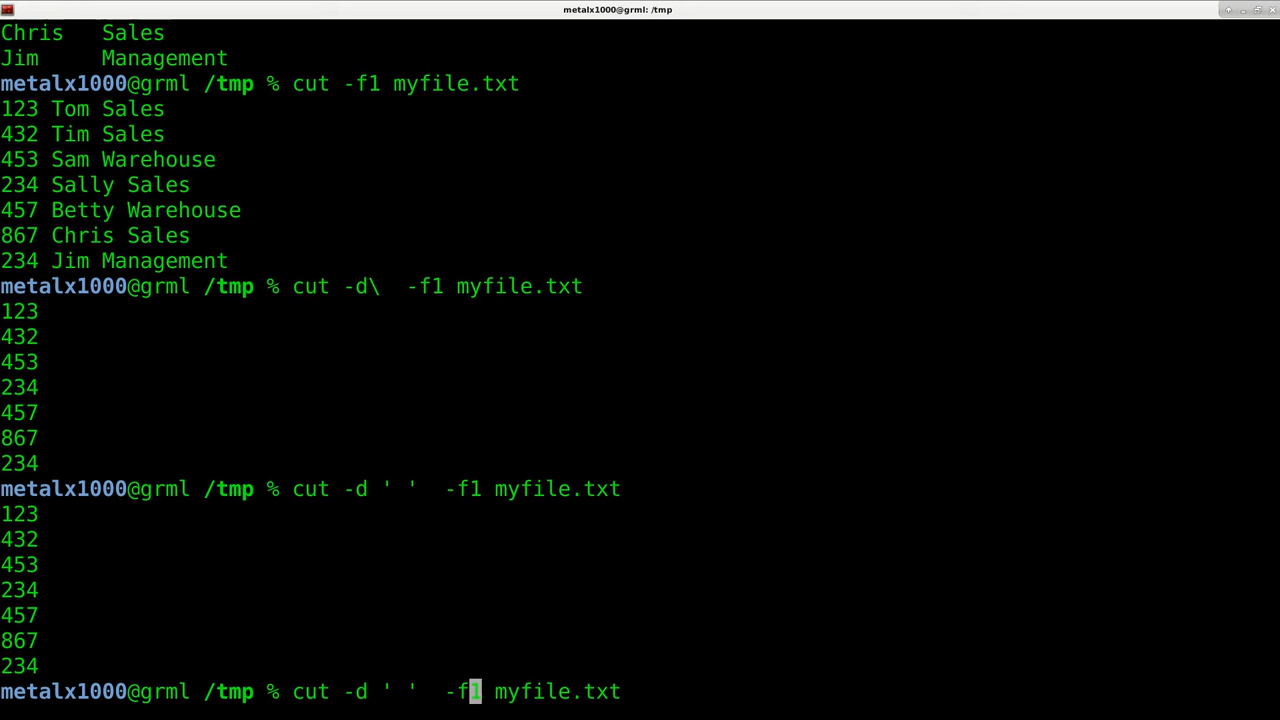 metalx1000@grml: /tmp
Chris   Sales
Jim     Management
metalx1000@grml /tmp % cut -f1 myfile.txt
123 Tom Sales
432 Tim Sales
453 Sam Warehouse
234 Sally Sales
457 Betty Warehouse
867 Chris Sales
234 Jim Management
metalx1000@grml /tmp % cut -d\  -f1 myfile.txt
123
432
453
234
457
867
234
metalx1000@grml /tmp % cut -d ' '  -f1 myfile.txt
123
432
453
234
457
867
234
metalx1000@grml /tmp % cut -d ' '  -f1 myfile.txt